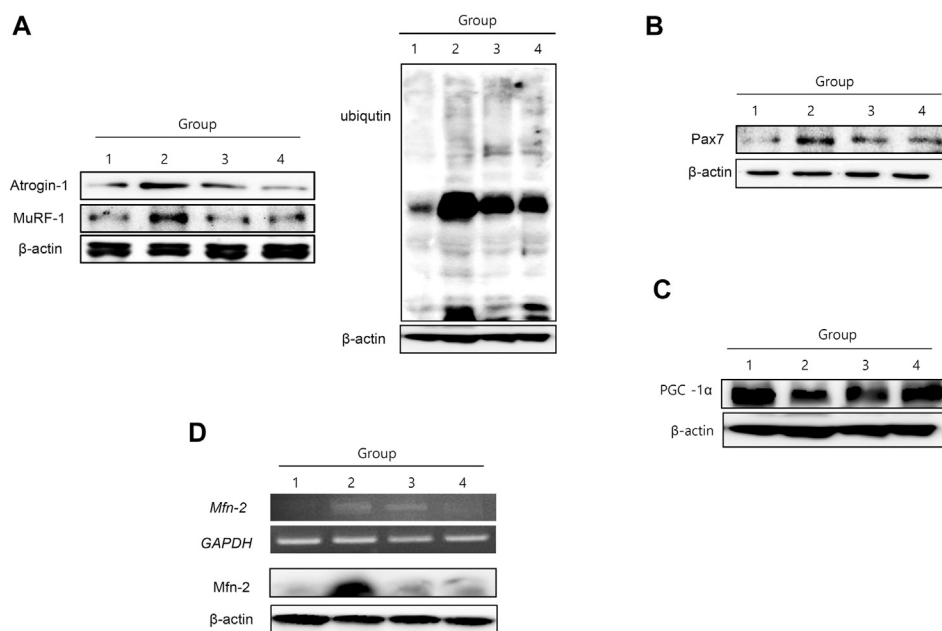 A
Group
1 2 3 4
Atrogin-1
MuRF-1
β-actin
Group
1 2 3 4
ubiqutin
β-actin
B
Group
1 2 3 4
Pax7
β-actin
C
Group
1 2 3 4
PGC -1α
β-actin
D
Group
1 2 3 4
Mfn-2
GAPDH
Mfn-2
β-actin